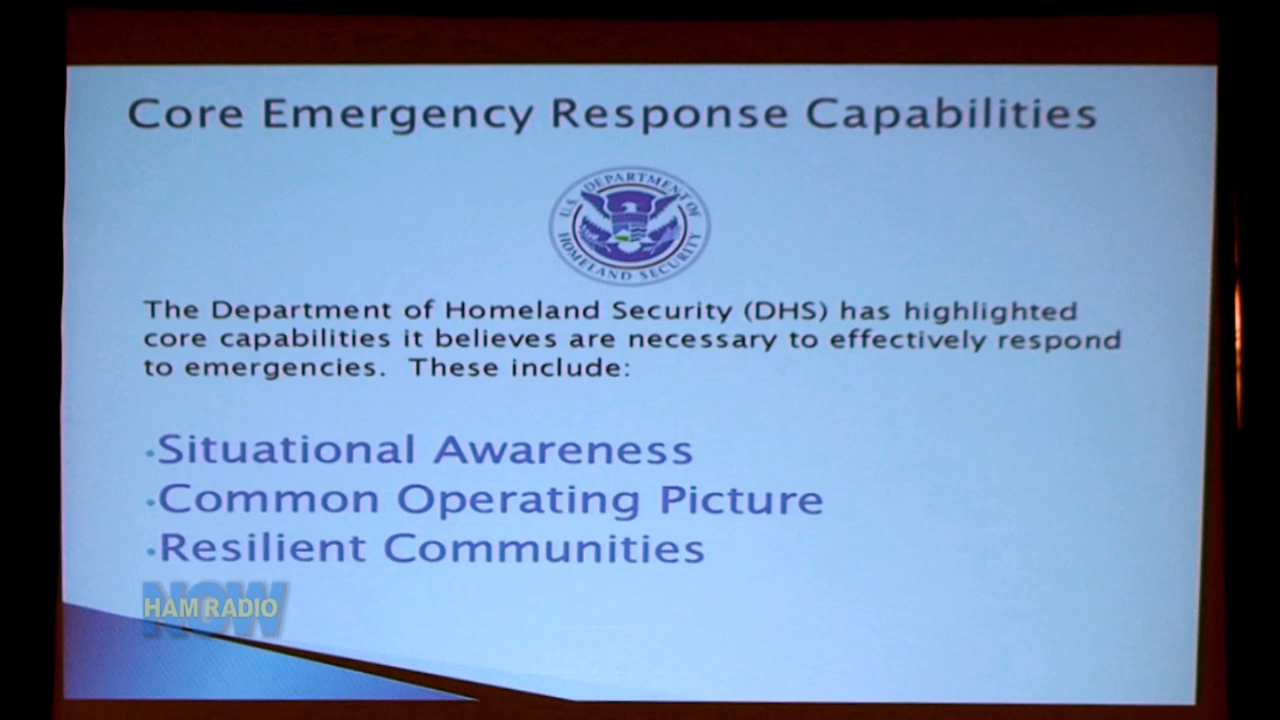 Core Emergency Response Capabilities
U.S. DEPARTMENT OF
HOMELAND SECURITY
The Department of Homeland Security (DHS) has highlighted
core capabilities it believes are necessary to effectively respond
to emergencies. These include:
•Situational Awareness
•Common Operating Picture
•Resilient Communities
NOW
HAM RADIO